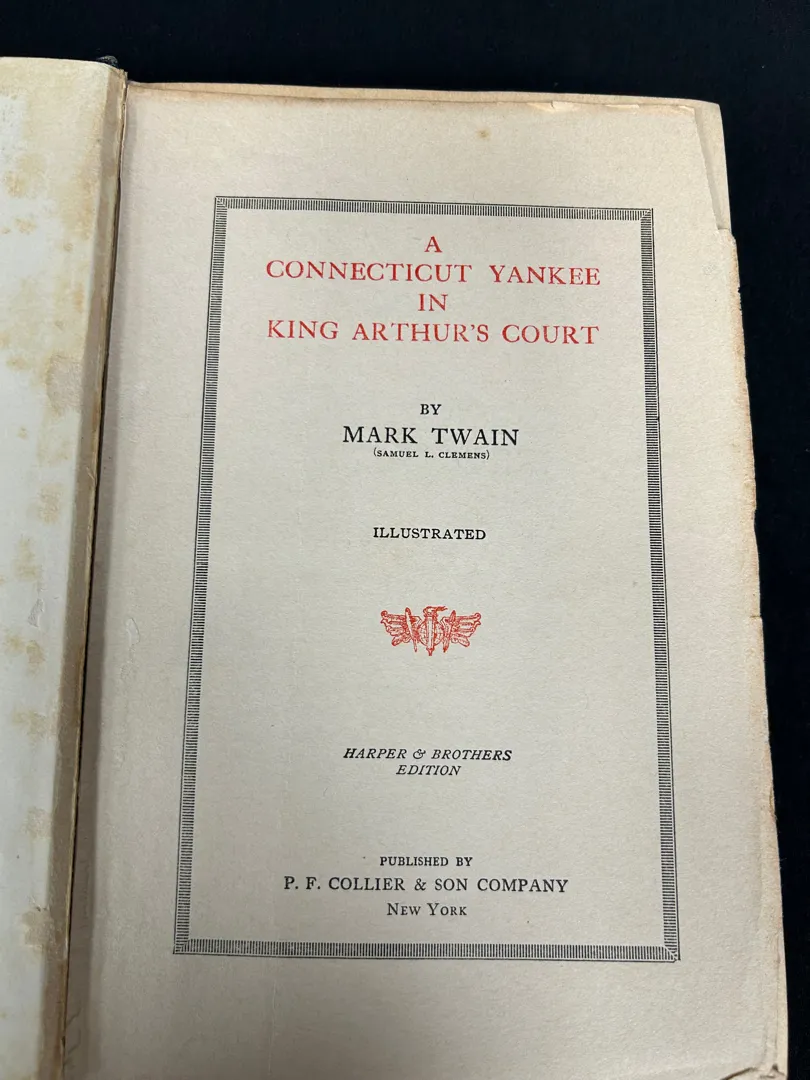 A
CONNECTICUT YANKEE
IN
KING ARTHUR'S COURT
BY
MARK TWAIN
(SAMUEL L. CLEMENS)
ILLUSTRATED
HARPER & BROTHERS
EDITION
PUBLISHED BY
P. F. COLLIER & SON COMPANY
NEW YORK